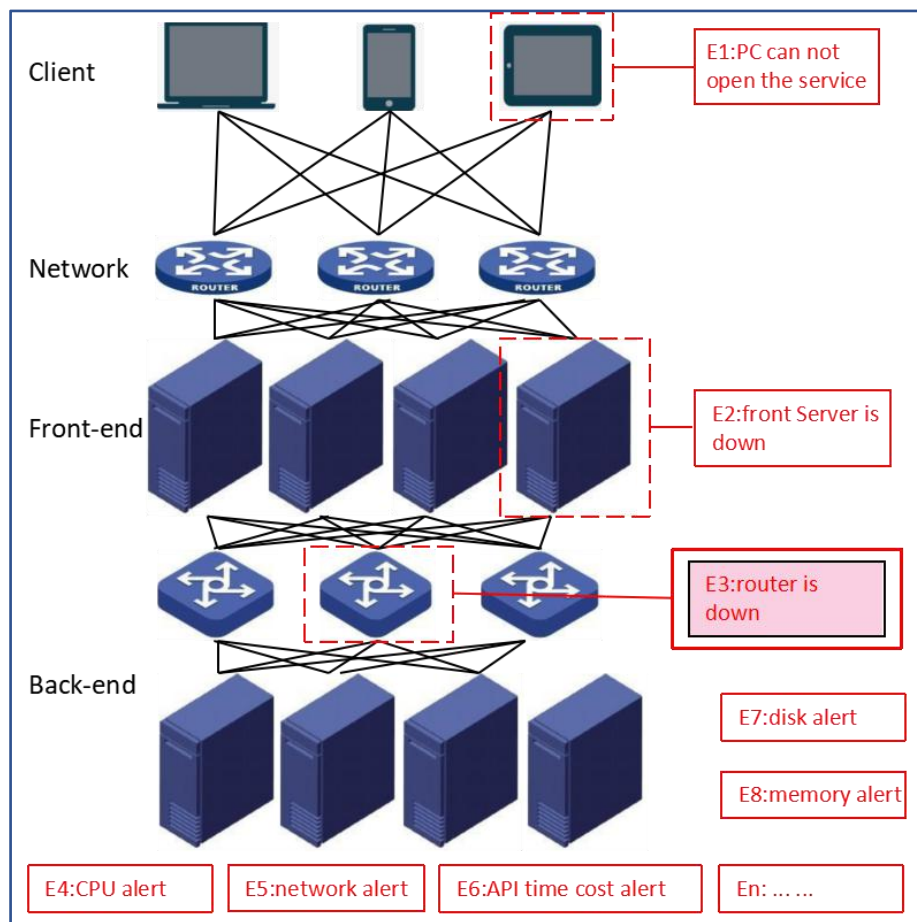 Client
E1:PC can not
open the service
Network
ROUTER
ROUTER
ROUTER
Front-end
E2:front Server is
down
E3:router is
down
Back-end
E7:disk alert
E8:memory alert
E4:CPU alert
E5:network alert
E6:API time cost alert
En: ... ...